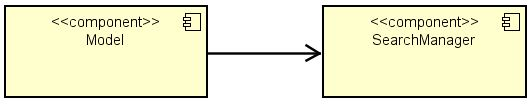 <<component>>
Model
<<component>>
SearchManager